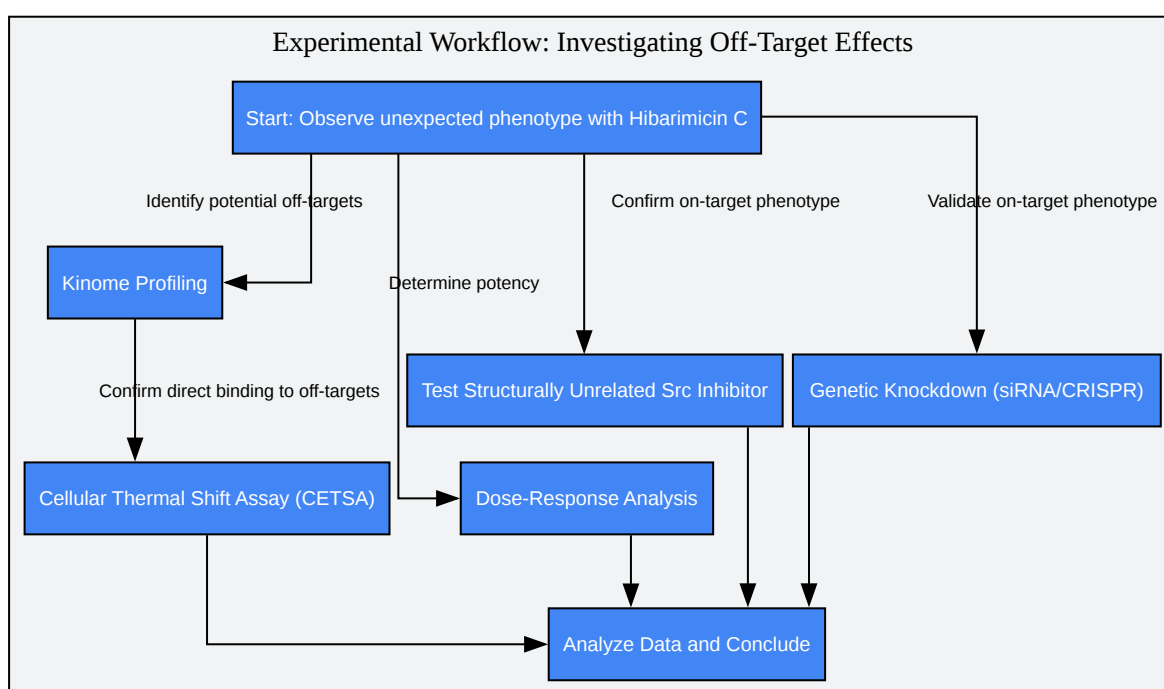 Experimental Workflow: Investigating Off-Target Effects
Start: Observe unexpected phenotype with Hibarimicin C
Identify potential off-targets
Confirm on-target phenotype
Validate on-target phenotype
Kinome Profiling
Determine potency
Test Structurally Unrelated Src Inhibitor
Genetic Knockdown (siRNA/CRISPR)
Confirm direct binding to off-targets
Cellular Thermal Shift Assay (CETSA)
Dose-Response Analysis
Analyze Data and Conclude